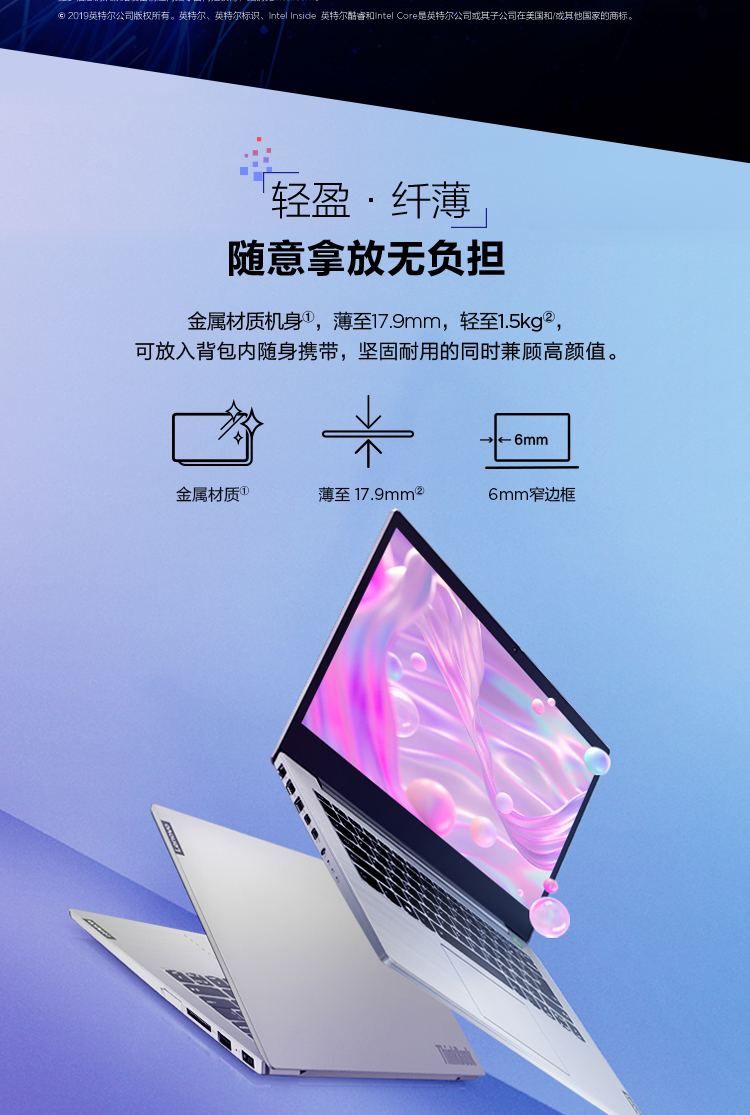 © 2019英特尔公司版权所有。英特尔、英特尔标识、Intel Inside 英特尔酷睿和Intel Core是英特尔公司或其子公司在美国和/或其他国家的商标。
轻盈 · 纤薄
随意拿放无负担
金属材质机身①，薄至17.9mm，轻至1.5kg②，
可放入背包内随身携带，坚固耐用的同时兼顾高颜值。
6mm
金属材质①
薄至 17.9mm②
6mm窄边框
Lenovo
ThinkBook